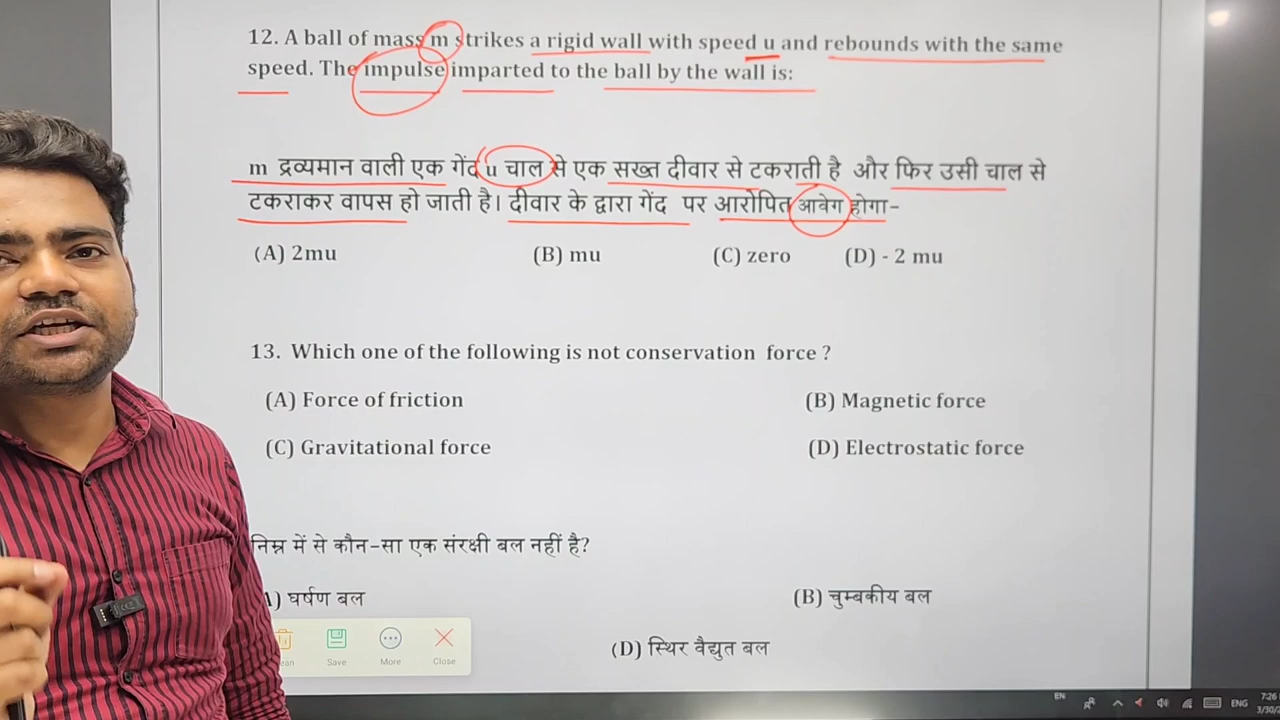 12. A ball of mass m strikes a rigid wall with speed u and rebounds with the same
speed. The impulse imparted to the ball by the wall is:
m द्रव्यमान वाली एक गेंद u चाल से एक सख्त दीवार से टकराती है और फिर उसी चाल से
टकराकर वापस हो जाती है। दीवार के द्वारा गेंद पर आरोपित आवेग होगा-
(A) 2mu (B) mu (C) zero (D) - 2 mu
13. Which one of the following is not conservation force ?
(A) Force of friction (B) Magnetic force
(C) Gravitational force (D) Electrostatic force
निम्न में से कौन-सा एक संरक्षी बल नहीं है?
) घर्षण बल (B) चुम्बकीय बल
(D) स्थिर वैद्युत बल
Save More Close
EN ENG 7:26